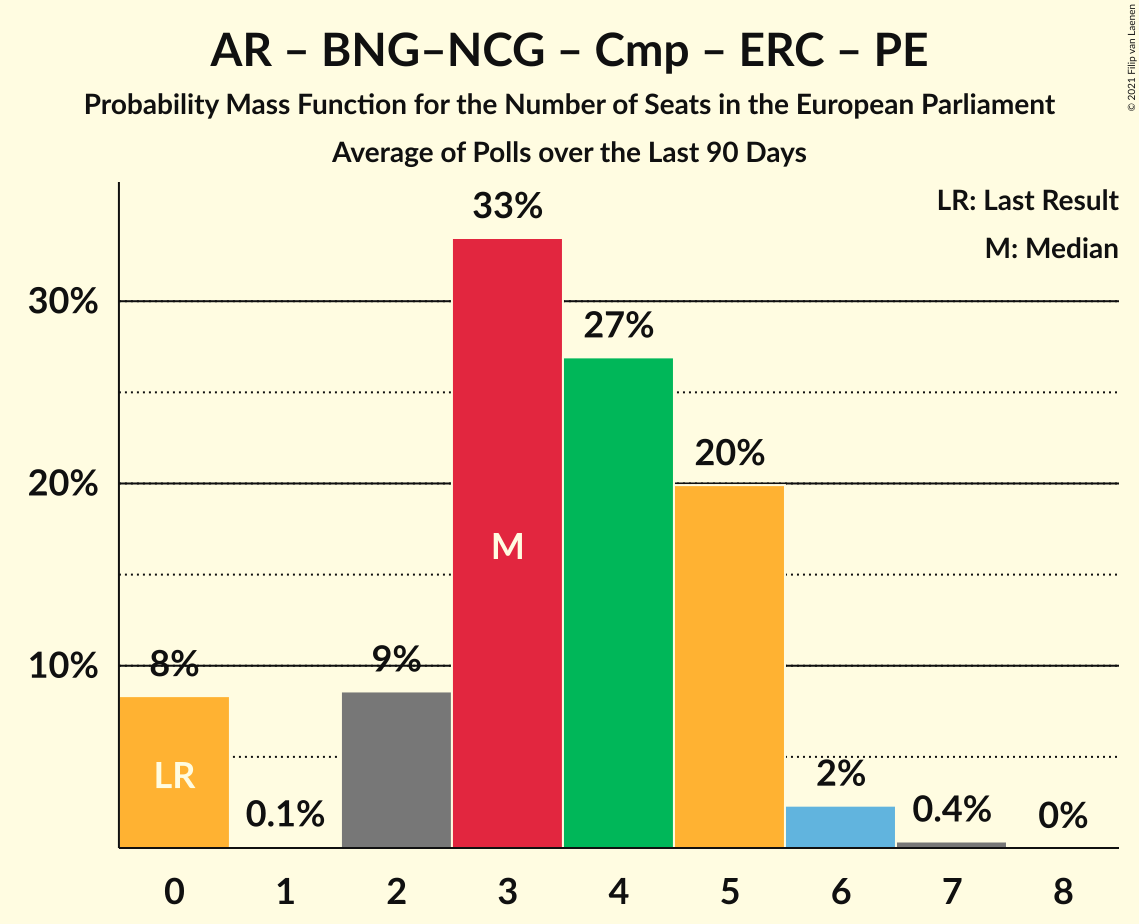 AR – BNG–NCG – Cmp – ERC – PE
Probability Mass Function for the Number of Seats in the European Parliament
Average of Polls over the Last 90 Days
© 2021 Filip van Laenen
LR: Last Result
M: Median
33%
30%
27%
20%
20%
M
10%
8%
9%
LR
0.1%
2%
0.4%
0%
0 1 2 3 4 5 6 7 8